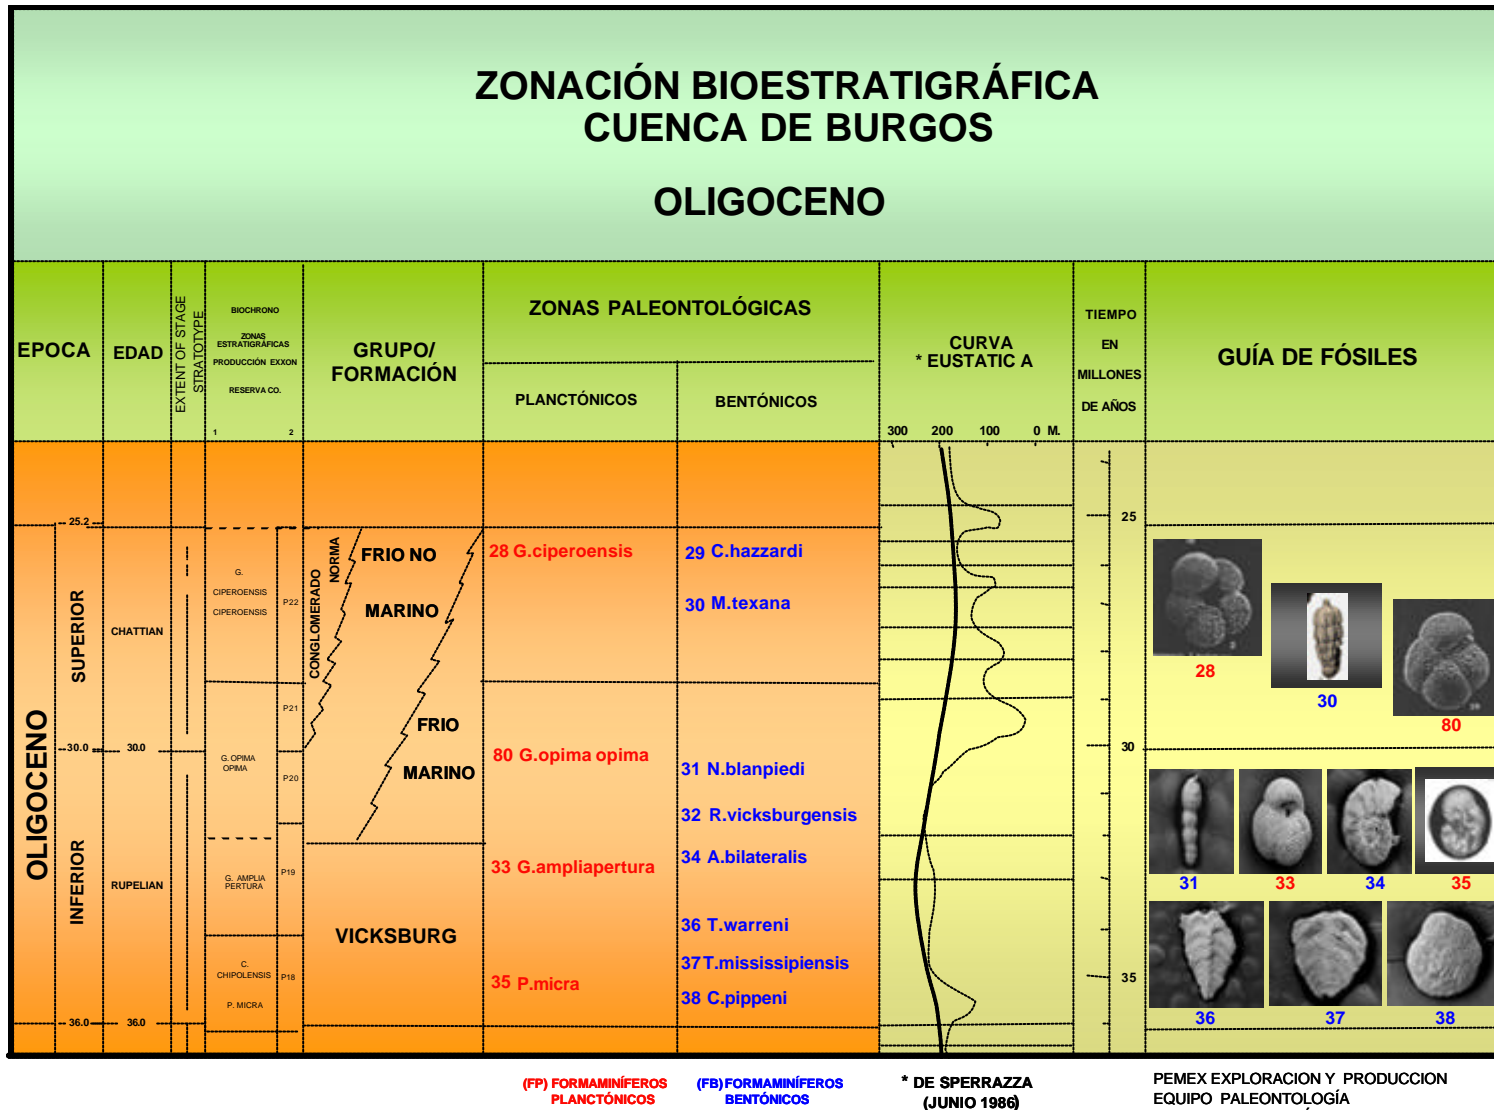 ZONACIÓN BIOESTRATIGRÁFICA
CUENCA DE BURGOS
OLIGOCENO
EPOCA
EDAD
EXTENT OF STAGE
STRATOTYPE
BIOCHRONO
ZONAS
ESTRATIGRÁFICAS
PRODUCCIÓN EXXON
RESERVA CO.
1 2
GRUPO/
FORMACIÓN
ZONAS PALEONTOLÓGICAS
PLANCTÓNICOS
BENTÓNICOS
CURVA
* EUSTATIC A
300 200 100 0 M.
TIEMPO
EN
MILLONES
DE AÑOS
GUÍA DE FÓSILES
OLIGOCENO
SUPERIOR
INFERIOR
25.2
30.0
36.0
CHATTIAN
30.0
RUPELIAN
36.0
G.
CIPEROENSIS
CIPEROENSIS
G. OPIMA
OPIMA
G. AMPLIA
PERTURA
C.
CHIPOLENSIS
P. MICRA
P22
P21
P20
P19
P18
CONGLOMERADO
NORMA
FRIO NO
MARINO
FRIO
MARINO
VICKSBURG
28 G.ciperoensis
80 G.opima opima
33 G.ampliapertura
35 P.micra
29 C.hazzardi
30 M.texana
31 N.blanpiedi
32 R.vicksburgensis
34 A.bilateralis
36 T.warreni
37 T.mississipiensis
38 C.pippeni
25
30
35
28
30
80
31 33 34 35
36 37 38
(FP) FORMAMINÍFEROS
PLANCTÓNICOS
(FB) FORMAMINÍFEROS
BENTÓNICOS
* DE SPERRAZZA
(JUNIO 1986)
PEMEX EXPLORACION Y PRODUCCION
EQUIPO PALEONTOLOGÍA